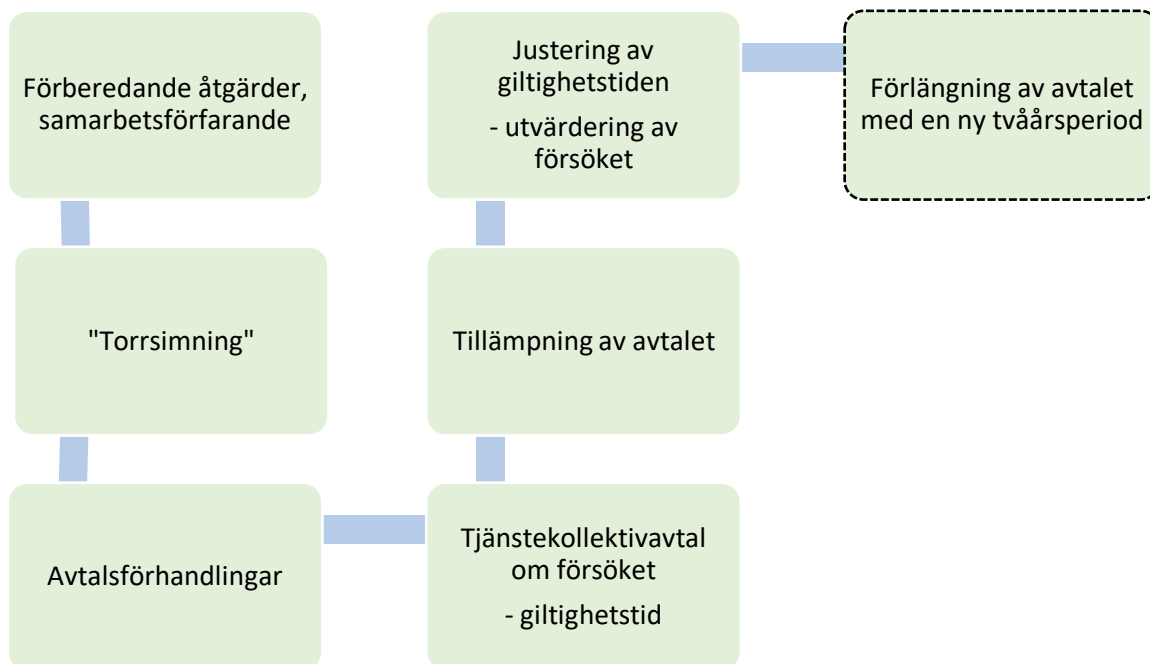 Förberedande åtgärder,
samarbetsförfarande
"Torrsimning"
Avtalsförhandlingar
Tjänstekollektivavtal
om försöket
- giltighetstid
Tillämpning av avtalet
Justering av
giltighetstiden
- utvärdering av
försöket
Förlängning av avtalet
med en ny tvåårsperiod